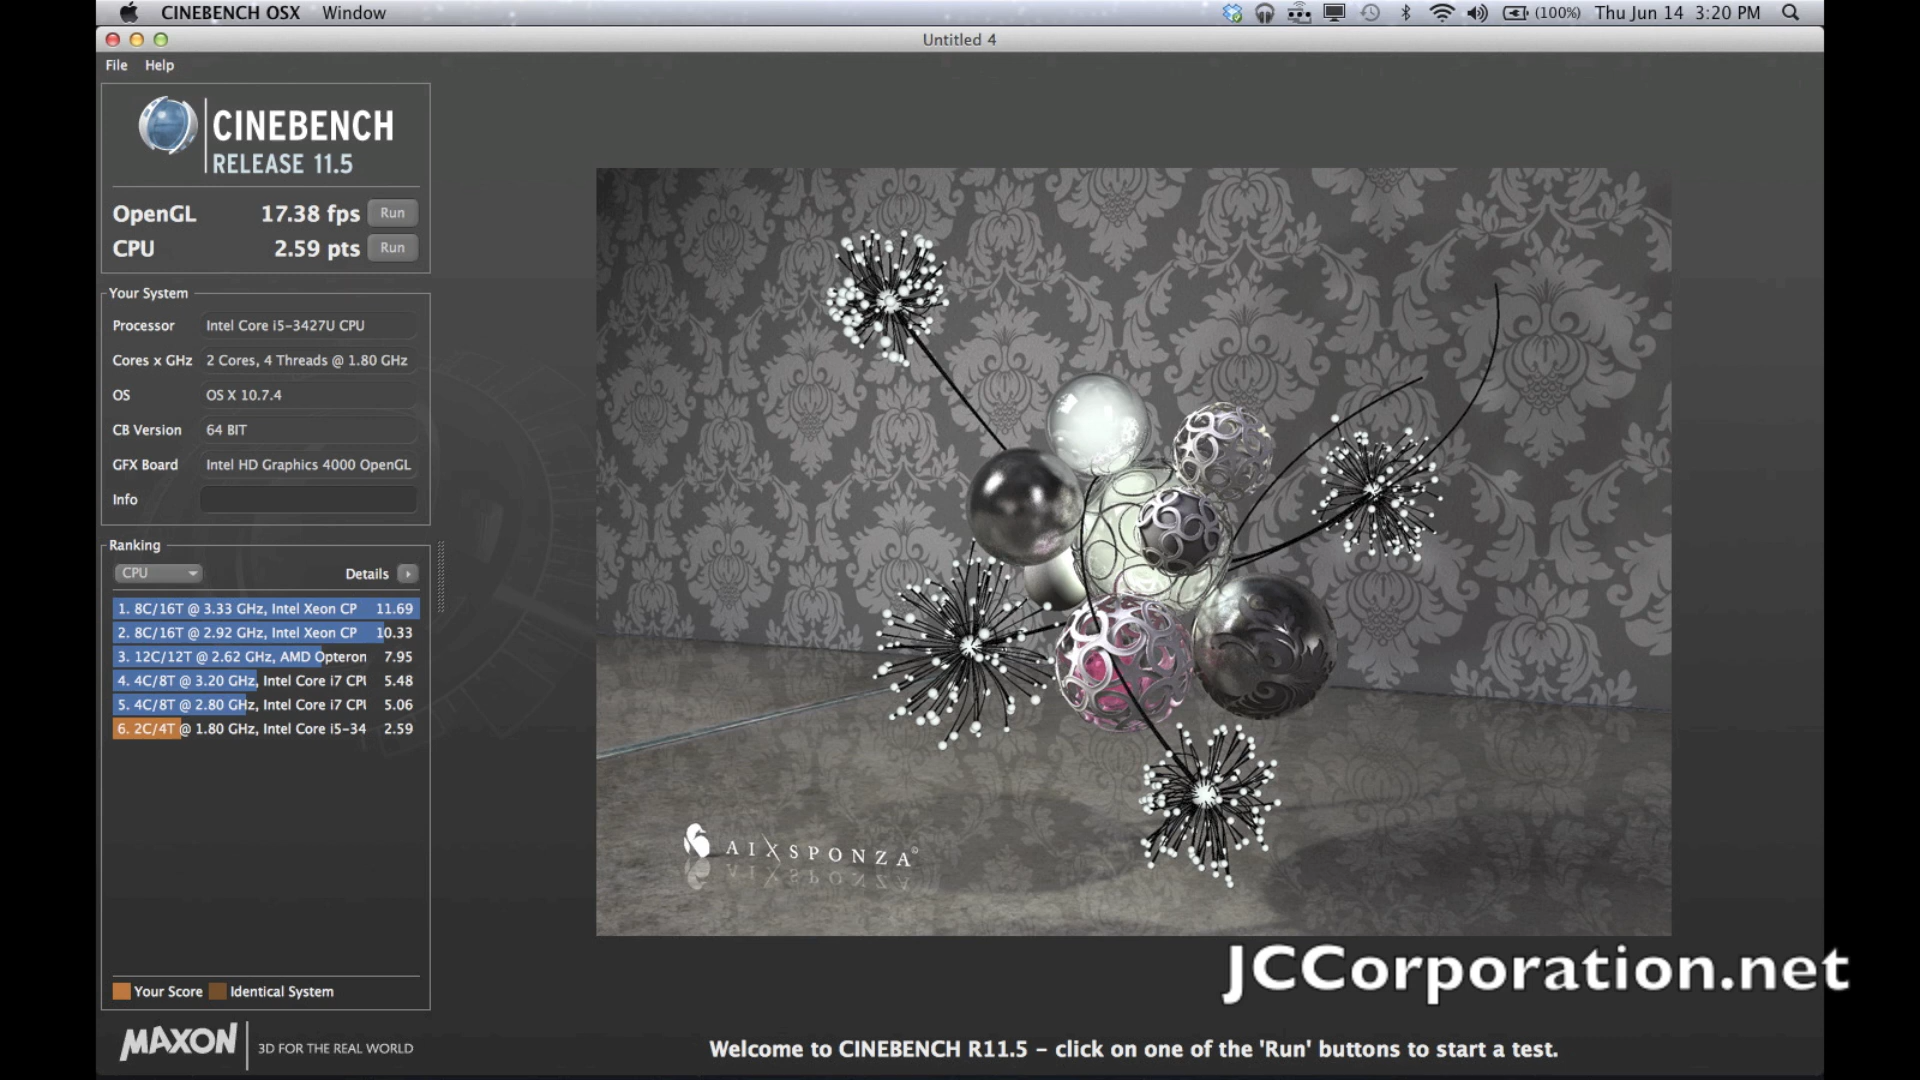 CINEBENCH OSX Window (100%) Thu Jun 14 3:20 PM
Untitled 4
File Help
CINEBENCH
RELEASE 11.5
OpenGL 17.38 fps Run
CPU 2.59 pts Run
Your System
Processor Intel Core i5-3427U CPU
Cores x GHz 2 Cores, 4 Threads @ 1.80 GHz
OS OS X 10.7.4
CB Version 64 BIT
GFX Board Intel HD Graphics 4000 OpenGL
Info
Ranking
CPU Details
1. 8C/16T @ 3.33 GHz, Intel Xeon CP 11.69
2. 8C/16T @ 2.92 GHz, Intel Xeon CP 10.33
3. 12C/12T @ 2.62 GHz, AMD Opteron 7.95
4. 4C/8T @ 3.20 GHz, Intel Core i7 CPU 5.48
5. 4C/8T @ 2.80 GHz, Intel Core i7 CPU 5.06
6. 2C/4T @ 1.80 GHz, Intel Core i5-34 2.59
Your Score Identical System
AIXSPONZA©
JCCorporation.net
MAXON 3D FOR THE REAL WORLD
Welcome to CINEBENCH R11.5 – click on one of the 'Run' buttons to start a test.